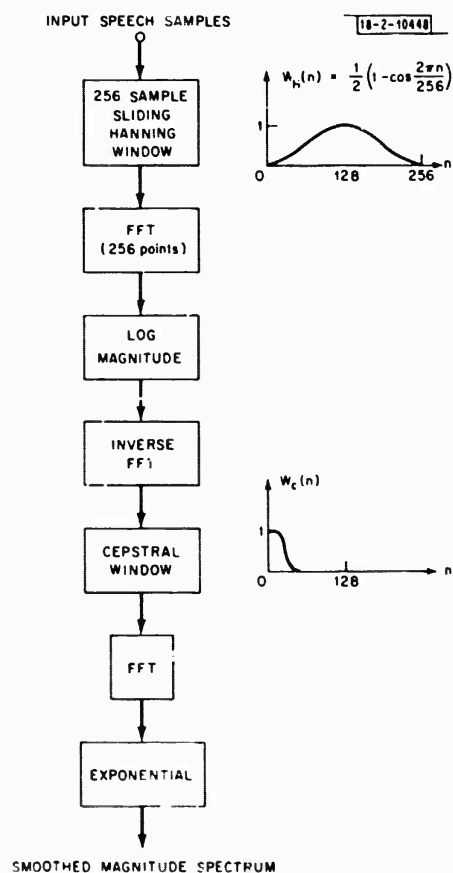 INPUT SPEECH SAMPLES
18-2-10448
256 SAMPLE
SLIDING
HANNING
WINDOW
W_h(n) = 1/2 (1-cos 2πn/256)
1
0
128
256
n
FFT
(256 points)
LOG
MAGNITUDE
INVERSE
FFT
CEPSTRAL
WINDOW
W_c(n)
1
0
128
n
FFT
EXPONENTIAL
SMOOTHED MAGNITUDE SPECTRUM